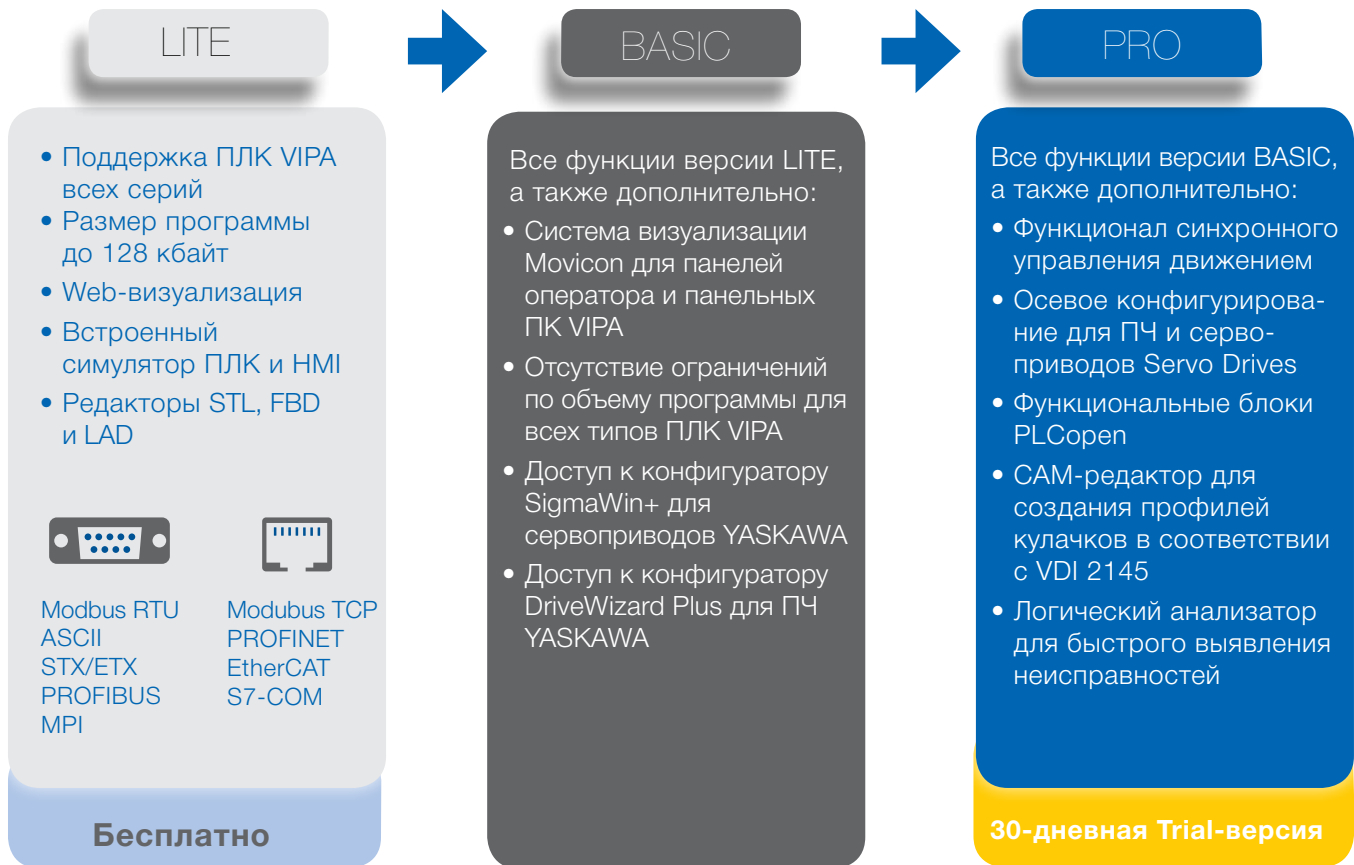 LITE
• Поддержка ПЛК VIPA
всех серий
• Размер программы
до 128 кбайт
• Web-визуализация
• Встроенный
симулятор ПЛК и HMI
• Редакторы STL, FBD
и LAD
Modbus RTU
ASCII
STX/ETX
PROFIBUS
MPI
Modubus TCP
PROFINET
EtherCAT
S7-COM
Бесплатно
BASIC
Все функции версии LITE,
а также дополнительно:
• Система визуализации
Movicon для панелей
оператора и панельных
ПК VIPA
• Отсутствие ограничений
по объему программы для
всех типов ПЛК VIPA
• Доступ к конфигуратору
SigmaWin+ для
сервоприводов YASKAWA
• Доступ к конфигуратору
DriveWizard Plus для ПЧ
YASKAWA
PRO
Все функции версии BASIC,
а также дополнительно:
• Функционал синхронного
управления движением
• Осевое конфигурирова-
ние для ПЧ и серво-
приводов Servo Drives
• Функциональные блоки
PLCopen
• CAM-редактор для
создания профилей
кулачков в соответствии
с VDI 2145
• Логический анализатор
для быстрого выявления
неисправностей
30-дневная Trial-версия